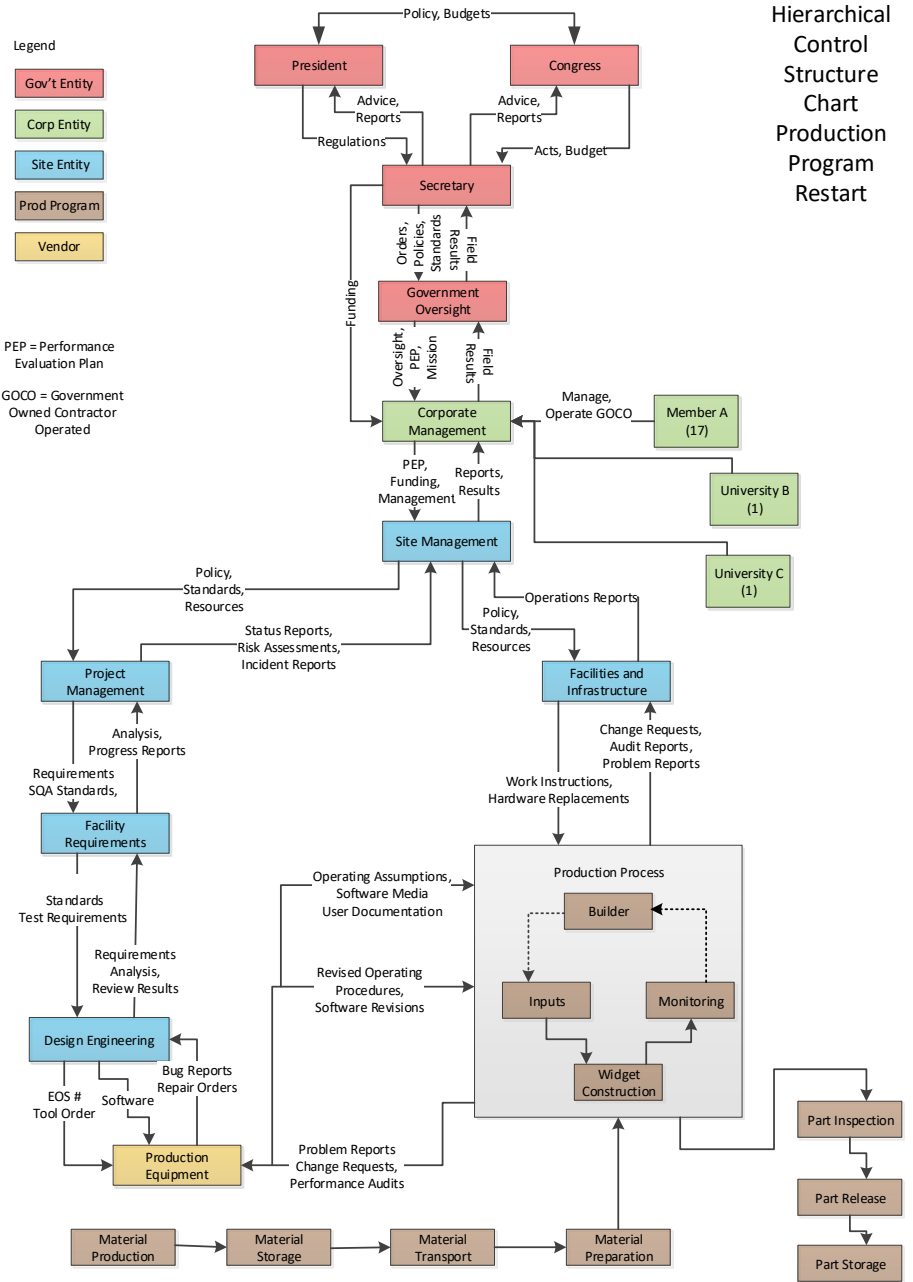 Hierarchical
Control
Structure
Chart
Production
Program
Restart
Legend
Gov't Entity
Corp Entity
Site Entity
Prod Program
Vendor
PEP = Performance
Evaluation Plan
GOCO = Government
Owned Contractor
Operated
Policy, Budgets
President
Congress
Advice,
Reports
Advice,
Reports
Regulations
Acts, Budget
Secretary
Orders,
Policies,
Standards
Field
Results
Funding
Government
Oversight
Oversight,
PEP,
Mission
Field
Results
Corporate
Management
Manage,
Operate GOCO
Member A
(17)
University B
(1)
University C
(1)
PEP,
Funding,
Management
Reports,
Results
Site Management
Policy,
Standards,
Resources
Operations Reports
Policy,
Standards,
Resources
Status Reports,
Risk Assessments,
Incident Reports
Project
Management
Facilities and
Infrastructure
Analysis,
Progress Reports
Requirements
SQA Standards,
Change Requests,
Audit Reports,
Problem Reports
Work Instructions,
Hardware Replacements
Facility
Requirements
Standards
Test Requirements
Requirements
Analysis,
Review Results
Operating Assumptions,
Software Media
User Documentation
Revised Operating
Procedures,
Software Revisions
Production Process
Builder
Inputs
Monitoring
Widget
Construction
Design Engineering
Bug Reports
Repair Orders
EOS #
Tool Order
Software
Production
Equipment
Problem Reports
Change Requests,
Performance Audits
Part Inspection
Part Release
Part Storage
Material
Production
Material
Storage
Material
Transport
Material
Preparation